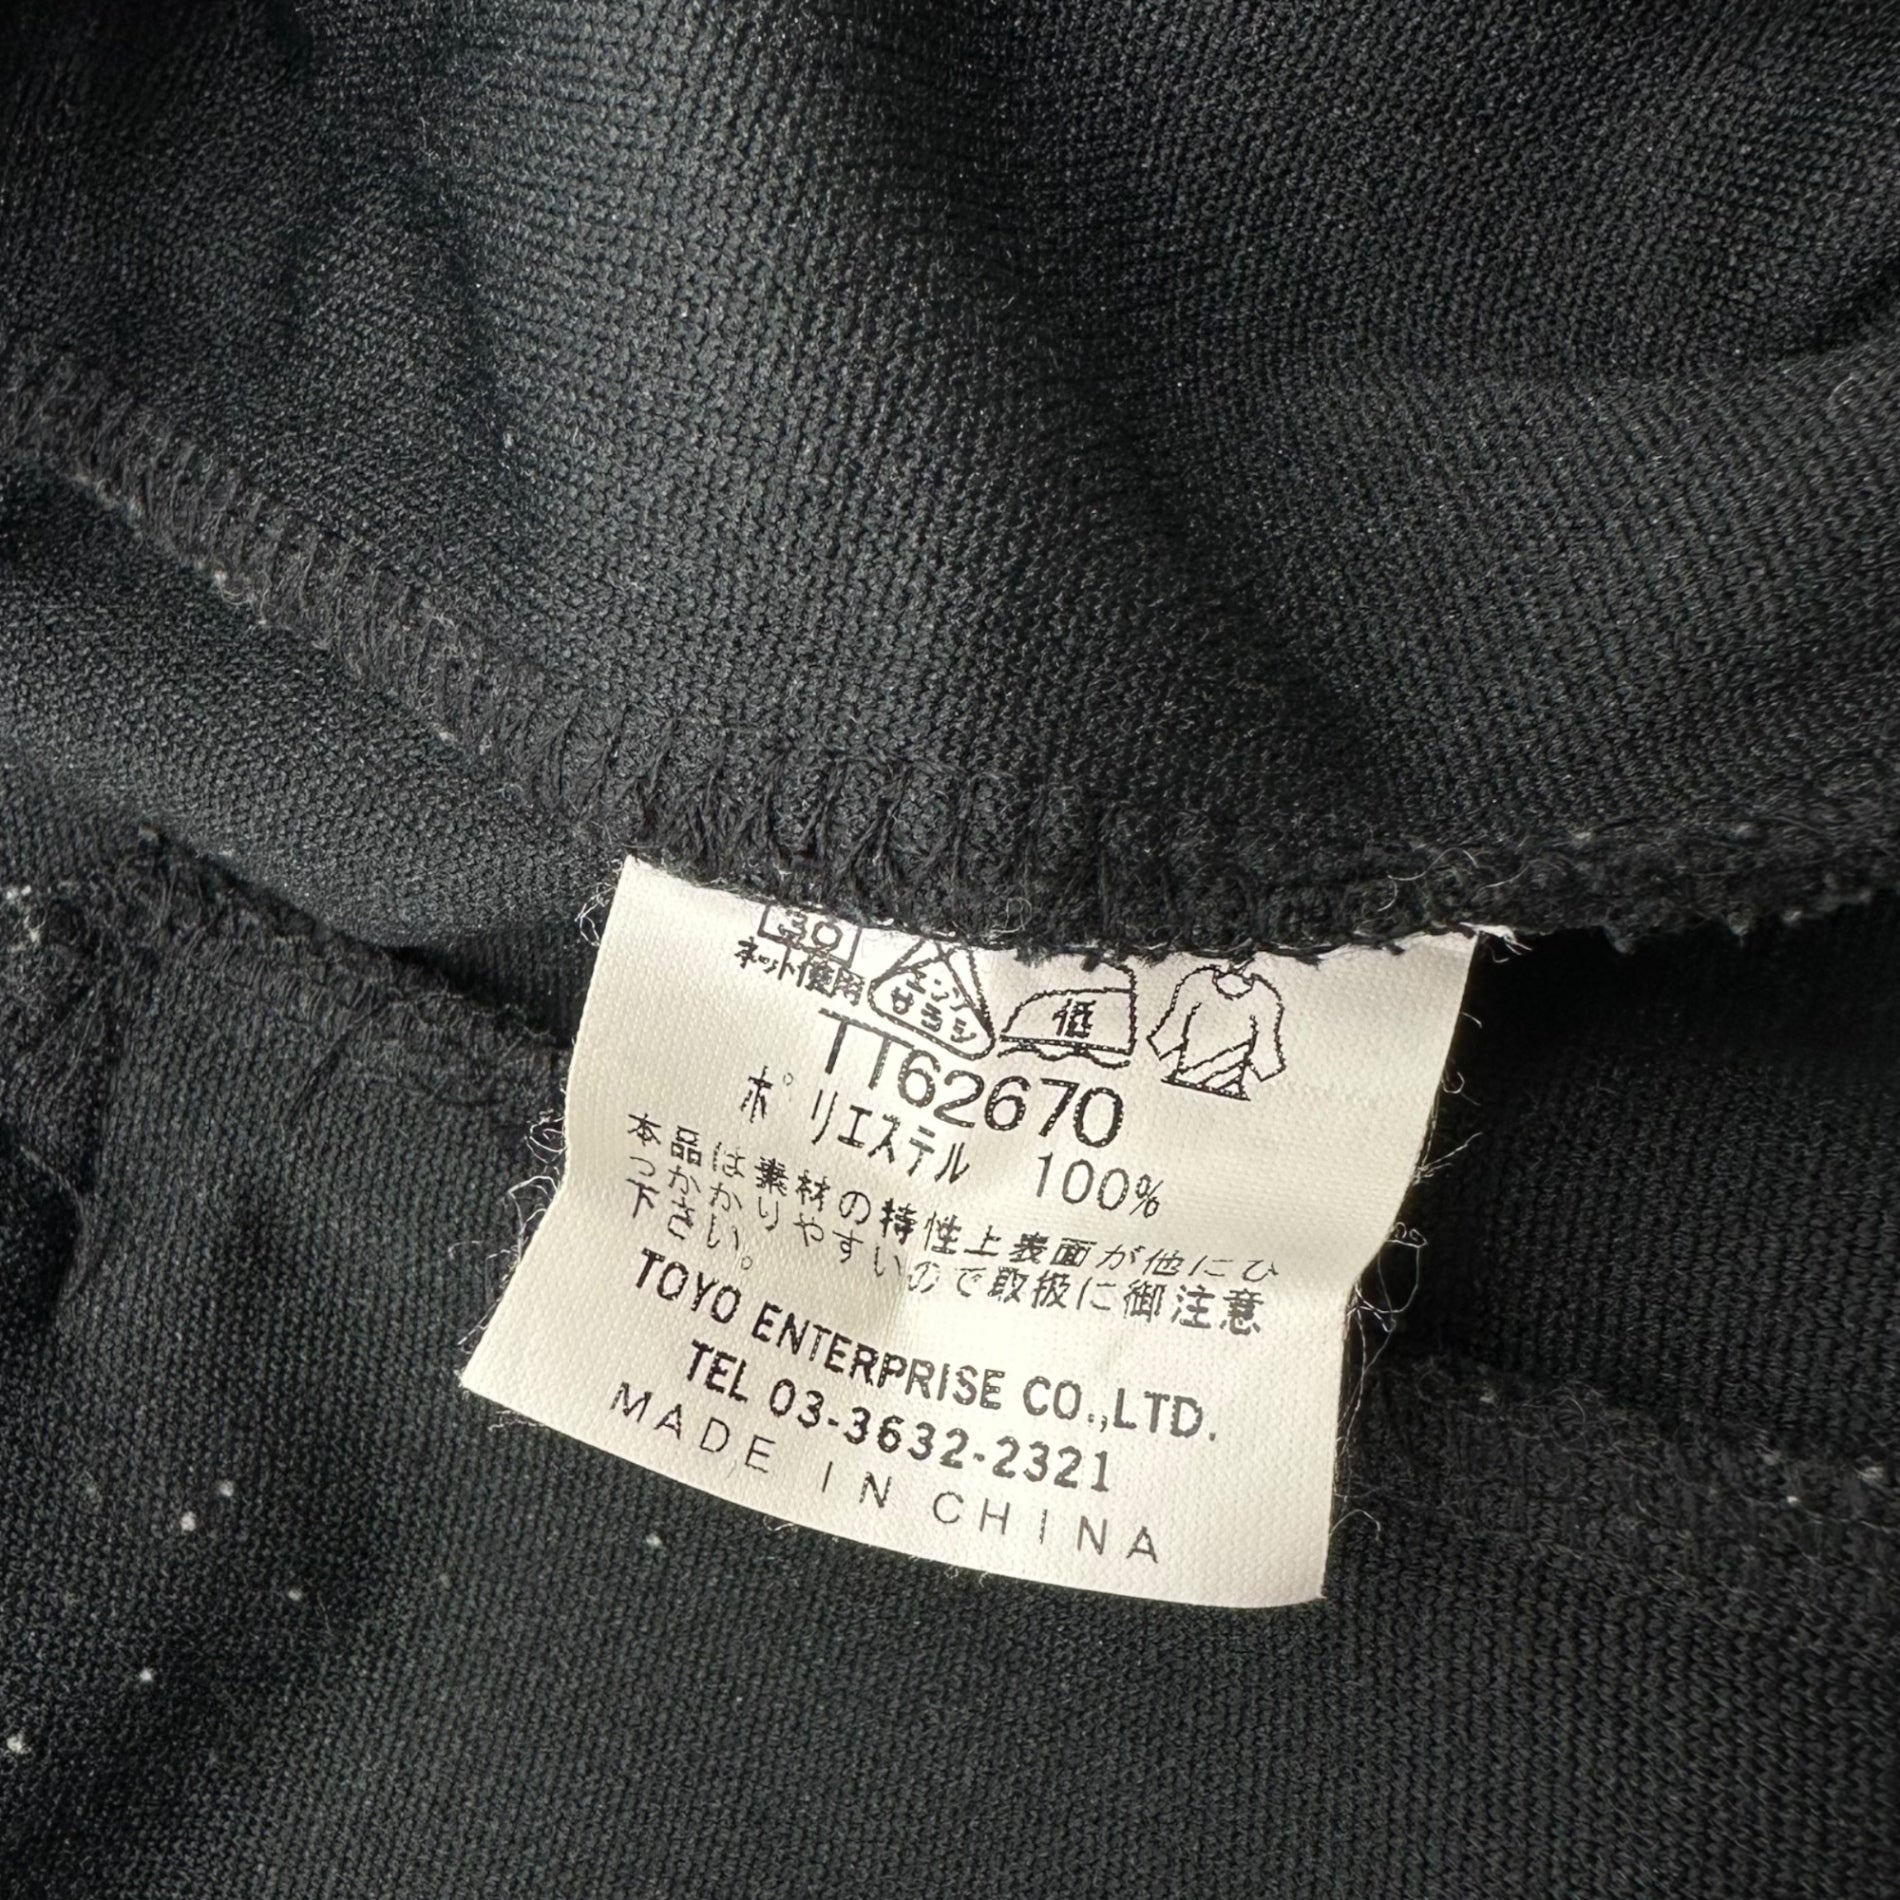 30
ネット使用
エンソ
サラシ
低
TT62670
ポリエステル 100%
本品は素材の特性上表面が他にひ
っかかりやすいので取扱に御注意
下さい。
TOYO ENTERPRISE CO.,LTD.
TEL 03-3632-2321
MADE IN CHINA